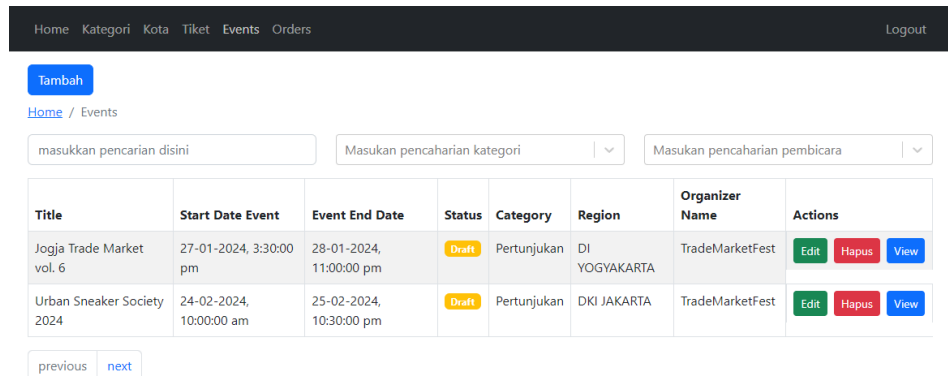 Home Kategori Kota Tiket Events Orders Logout
Tambah
Home / Events
masukkan pencarian disini Masukan pencaharian kategori Masukan pencaharian pembicara
Title Start Date Event Event End Date Status Category Region Organizer Name Actions
Jogja Trade Market vol. 6 27-01-2024, 3:30:00 pm 28-01-2024, 11:00:00 pm Draft Pertunjukan DI YOGYAKARTA TradeMarketFest Edit Hapus View
Urban Sneaker Society 2024 24-02-2024, 10:00:00 am 25-02-2024, 10:30:00 pm Draft Pertunjukan DKI JAKARTA TradeMarketFest Edit Hapus View
previous next